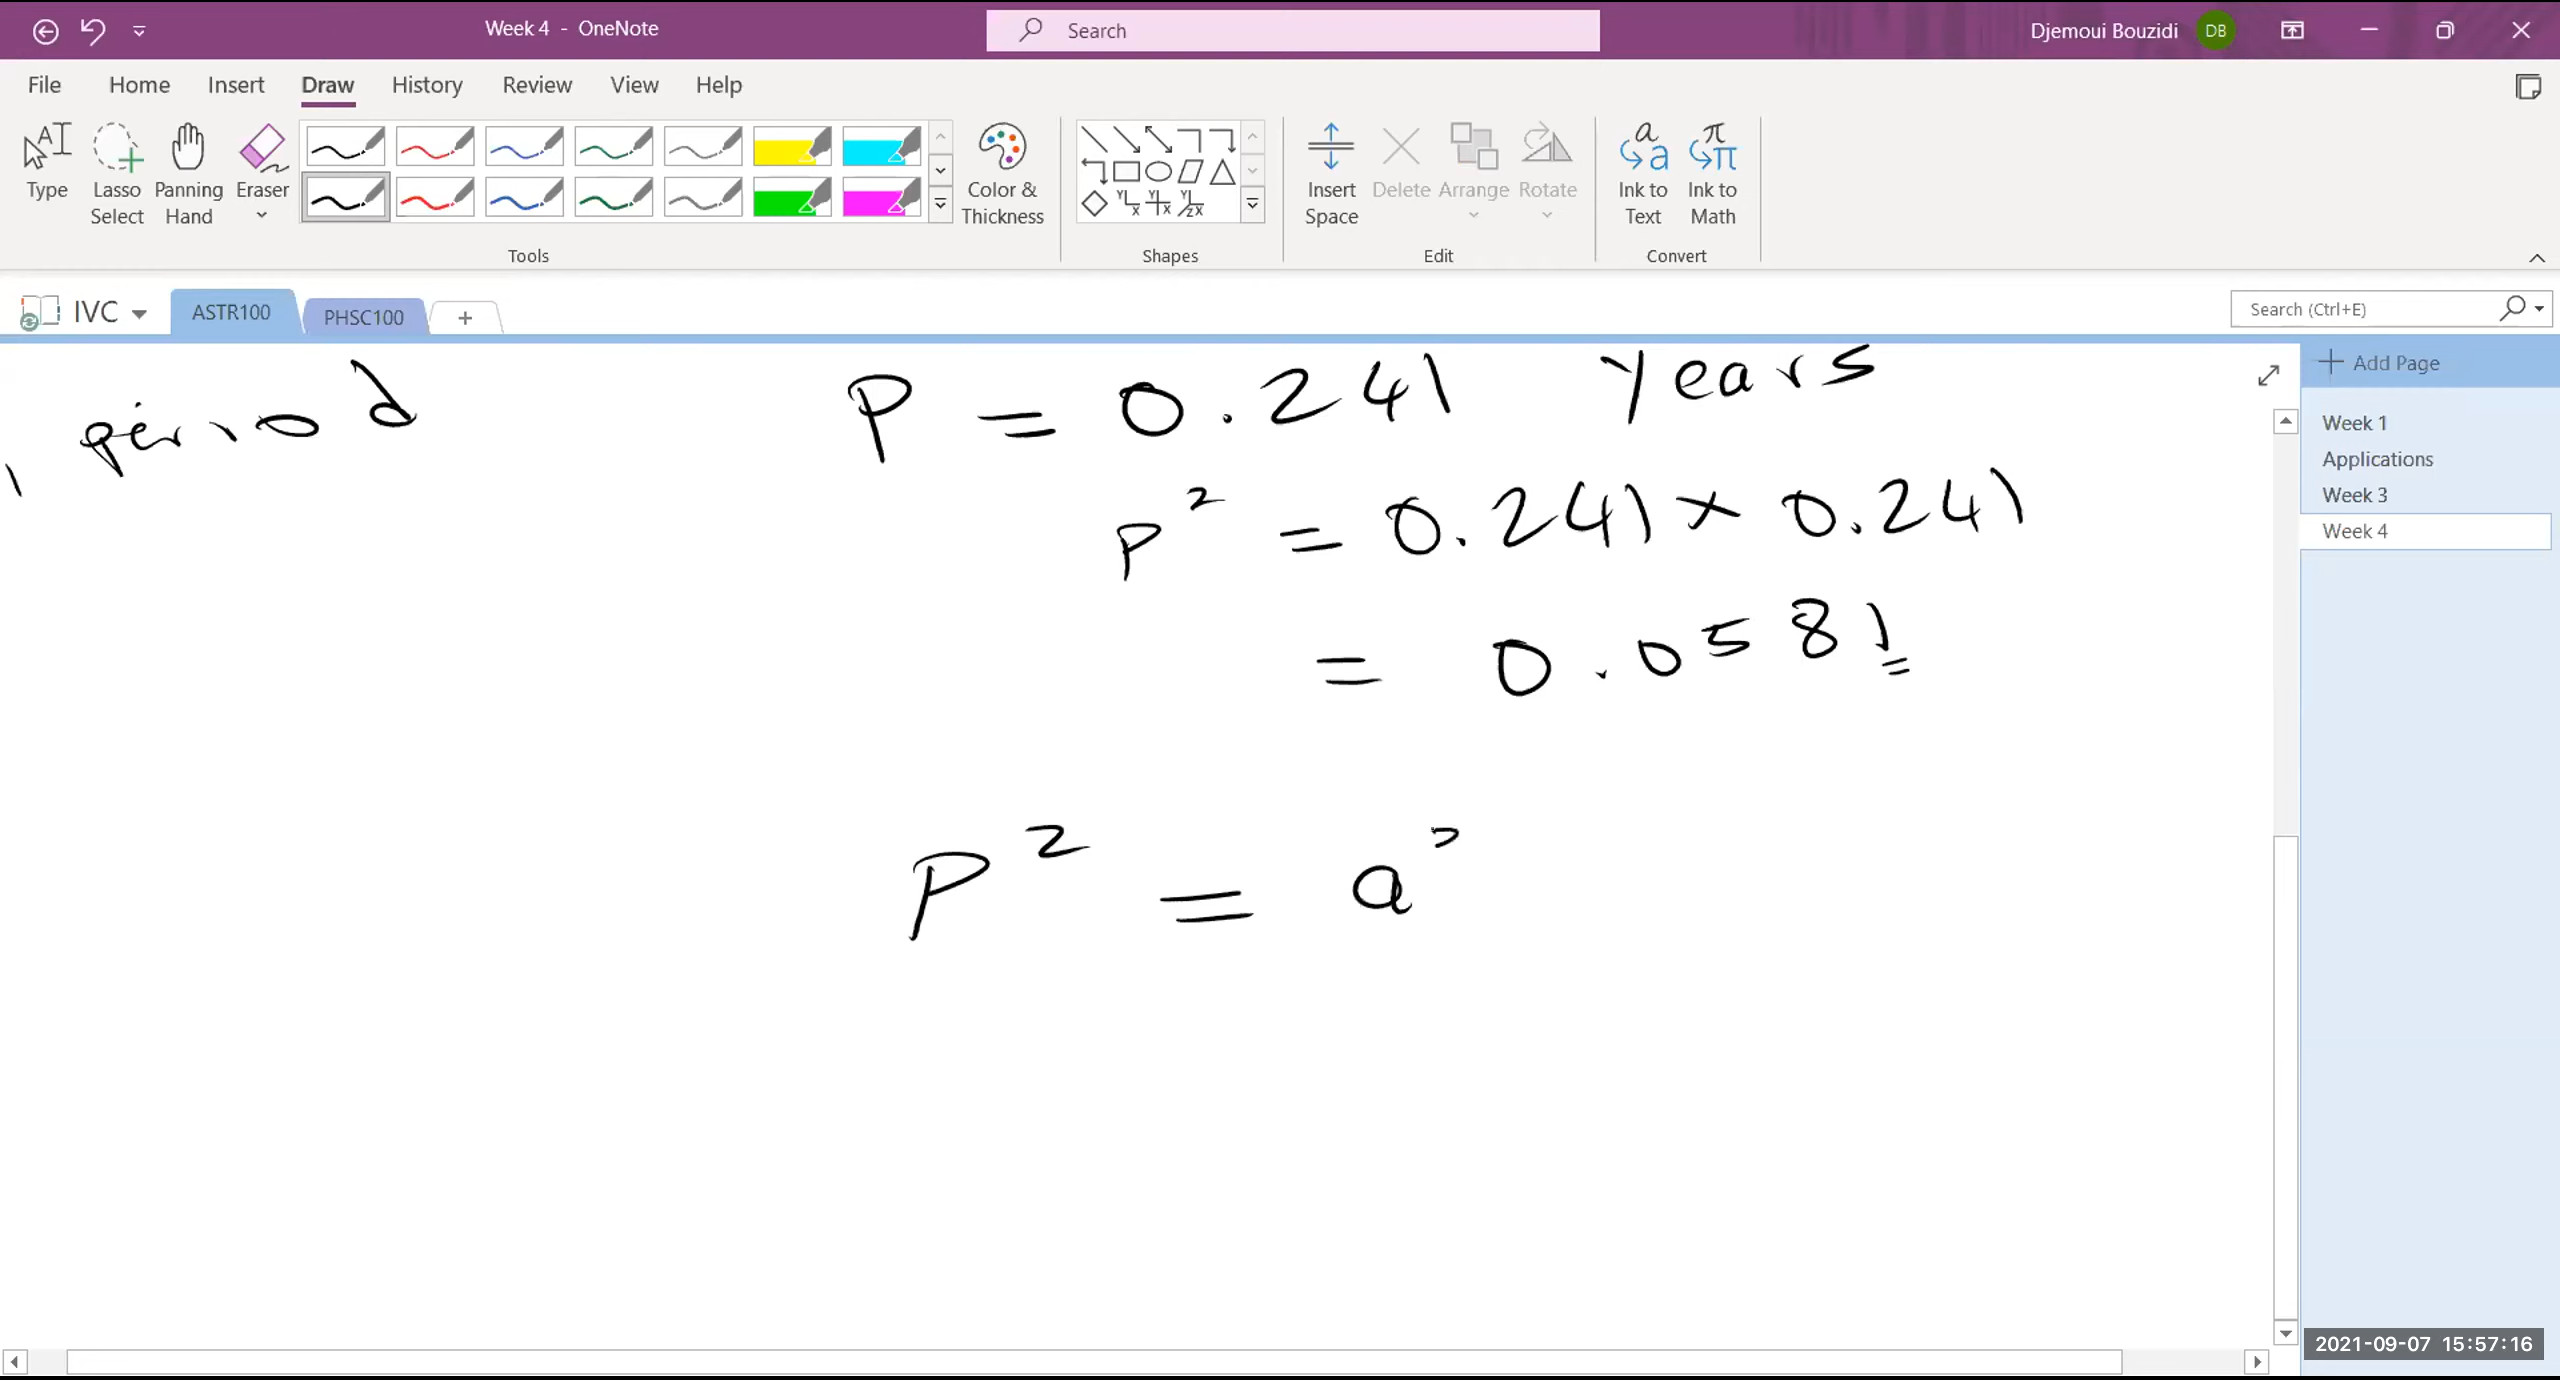 Week 4 - OneNote
Search
Djemoui Bouzidi
DB
File Home Insert Draw History Review View Help
Type
Lasso Select
Panning Hand
Eraser
Color & Thickness
Insert Space
Delete
Arrange
Rotate
Ink to Text
Ink to Math
Tools
Shapes
Edit
Convert
IVC
ASTR100
PHSC100
+
Search (Ctrl+E)
Add Page
Week 1
Applications
Week 3
Week 4
period
P = 0.241 years
P² = 0.241 × 0.241
= 0.0581
P² = a
2021-09-07 15:57:16